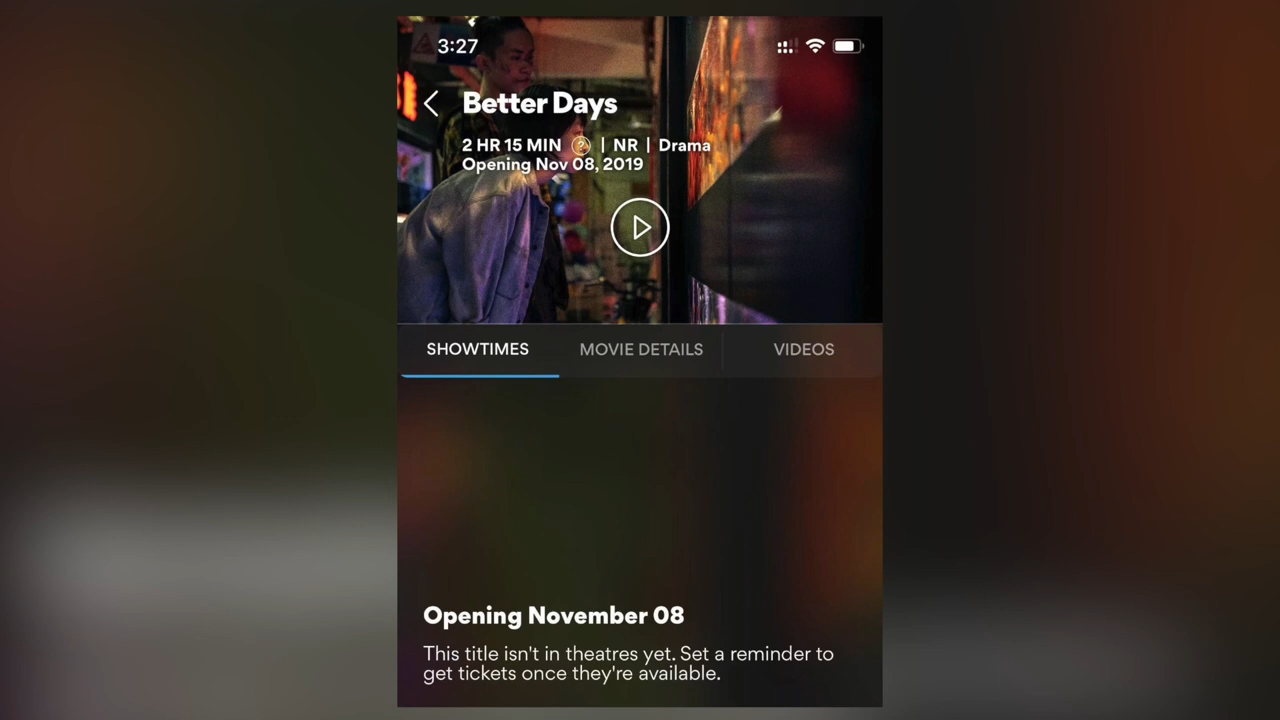 3:27
Better Days
2 HR 15 MIN ? | NR | Drama
Opening Nov 08, 2019
SHOWTIMES MOVIE DETAILS VIDEOS
Opening November 08
This title isn't in theatres yet. Set a reminder to
get tickets once they're available.